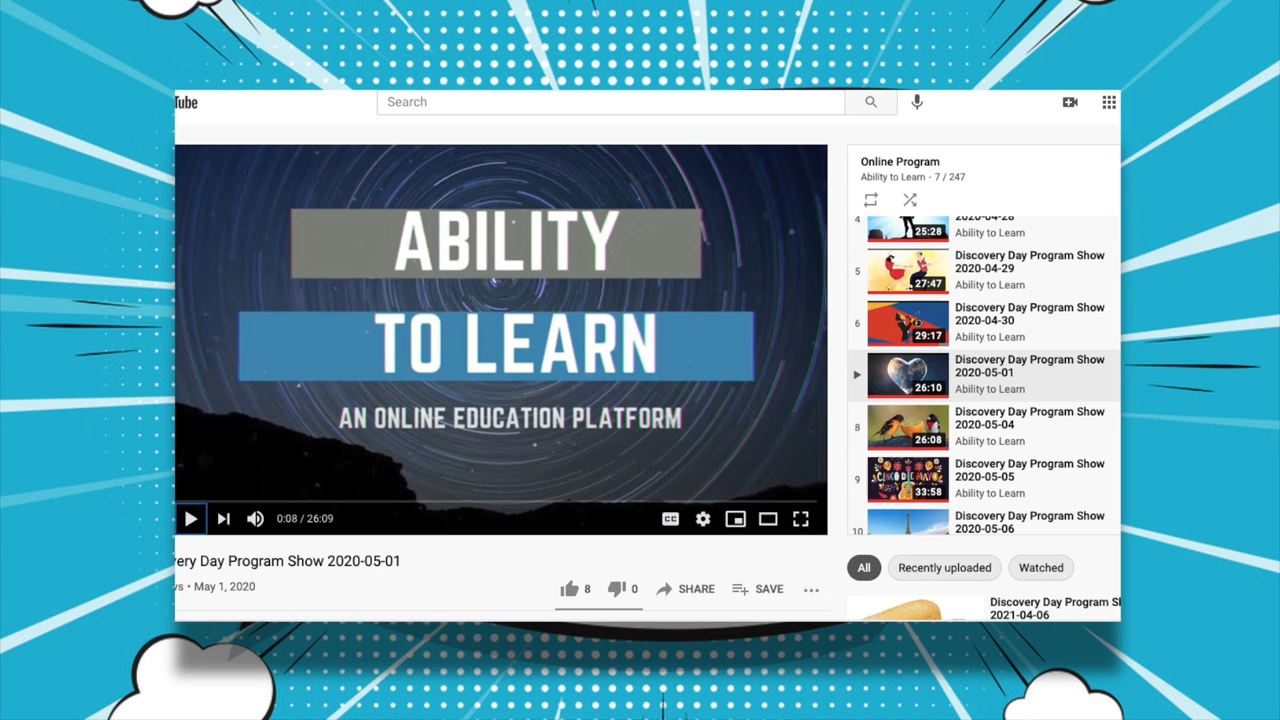 Tube
Search
ABILITY
TO LEARN
AN ONLINE EDUCATION PLATFORM
0:08 / 26:09
CC
ery Day Program Show 2020-05-01
ws • May 1, 2020
8
0
SHARE
SAVE
Online Program
Ability to Learn - 7 / 247
4
25:28
2020-04-28
Ability to Learn
5
27:47
Discovery Day Program Show
2020-04-29
Ability to Learn
6
29:17
Discovery Day Program Show
2020-04-30
Ability to Learn
26:10
Discovery Day Program Show
2020-05-01
Ability to Learn
8
26:08
Discovery Day Program Show
2020-05-04
Ability to Learn
9
CINCO DE MAYO
33:58
Discovery Day Program Show
2020-05-05
Ability to Learn
10
Discovery Day Program Show
2020-05-06
All
Recently uploaded
Watched
Discovery Day Program S
2021-04-06